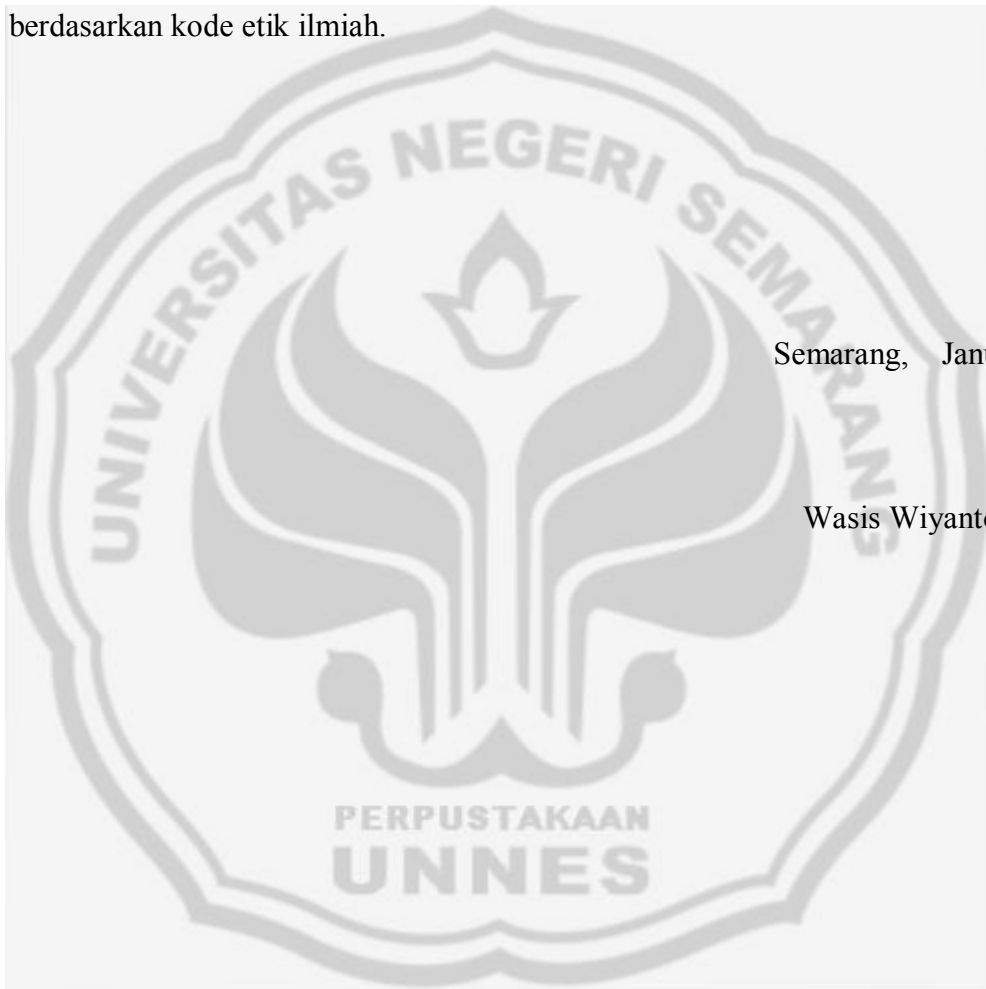 berdasarkan kode etik ilmiah.
UNIVERSITAS NEGERI SEMARANG
Semarang,
Wasis
PERPUSTAKAAN
UNNES